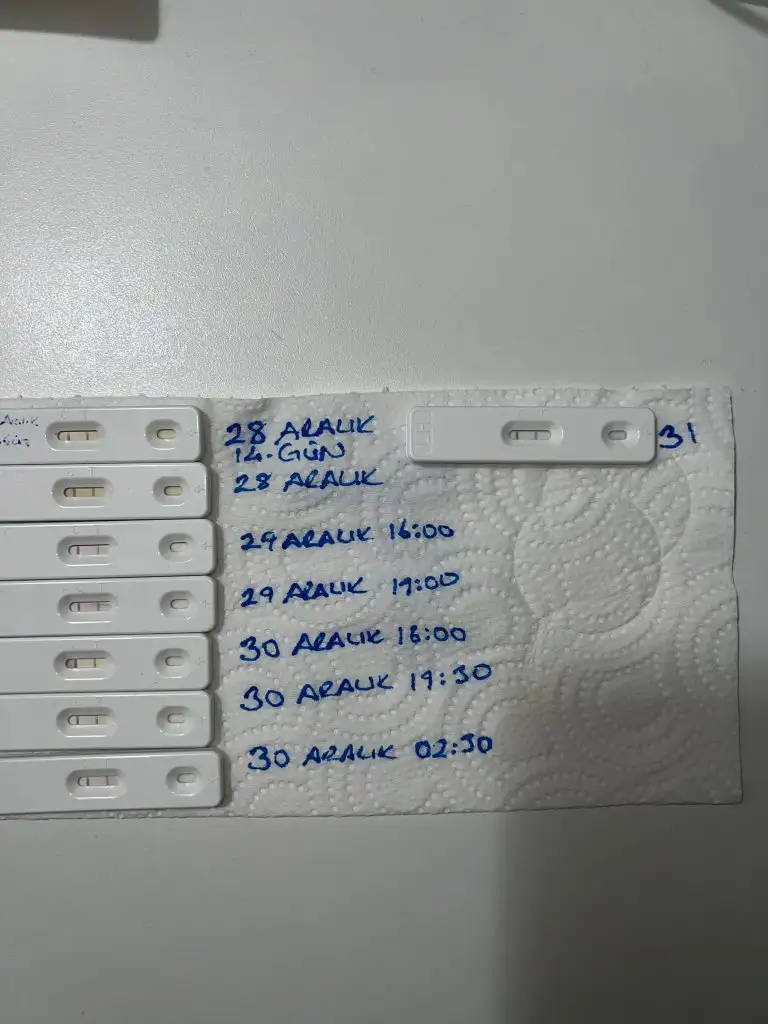 28 ARALIK
14. GÜN
28 ARALIK
29 ARALIK 16:00
29 ARALIK 19:00
30 ARALIK 16:00
30 ARALIK 19:30
30 ARALIK 02:30
31